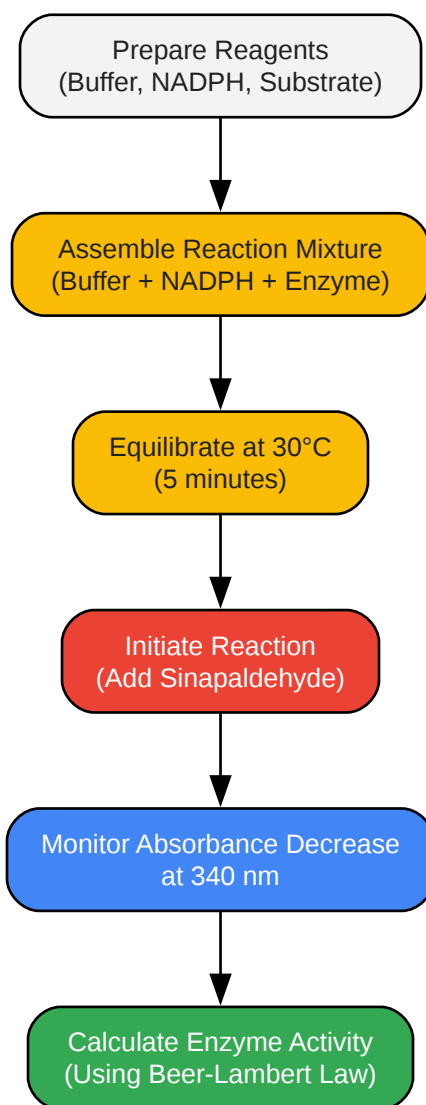 Prepare Reagents
(Buffer, NADPH, Substrate)
Assemble Reaction Mixture
(Buffer + NADPH + Enzyme)
Equilibrate at 30°C
(5 minutes)
Initiate Reaction
(Add Sinapaldehyde)
Monitor Absorbance Decrease
at 340 nm
Calculate Enzyme Activity
(Using Beer-Lambert Law)